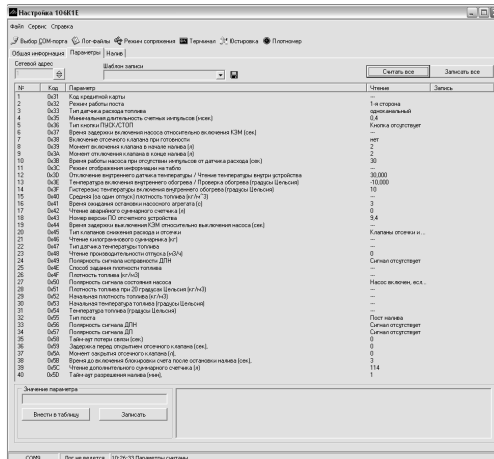 Настройка 106K1E
Файл Сервис Справка
Выбор COM-порта Лог-файлы Режим сопряжения Терминал Юстировка Плотномер
Общая информация Параметры Налив
Сетевой адрес Шаблон записи
Считать все Записать все
№ Код Параметр Чтение Запись
1 0x31 Код кредитной карты ---
2 0x32 Режим работы поста 1-я сторона
3 0x33 Тип датчика расхода топлива одноканальный
4 0x35 Минимальная длительность счетных импульсов (мсек) 0,4
5 0x36 Тип кнопки ПУСК/СТОП Кнопка отсутствует
6 0x37 Время задержки включения насоса относительно включения КЭМ (сек) ---
7 0x38 Включение отсечного клапана при готовности нет
8 0x39 Момент включения клапана в начале налива (л) 2
9 0x3A Момент отключения клапана в конце налива (л) 2
10 0x3B Время работы насоса при отсутствии импульсов от датчика расхода (сек) 30
11 0x3C Режим отображения информации на табло ---
12 0x3D Отключение внутреннего датчика температуры / Чтение температуры внутри устройства 30,000
13 0x3E Температура включения внутреннего обогрева / Проверка обогрева (градусы Цельсия) -10,000
14 0x3F Гистерезис температуры включения внутреннего обогрева (градусы Цельсия) 10
15 0x40 Средняя (за один отпуск) плотность топлива (кг/м^3) ---
16 0x41 Время ожидания остановки насосного агрегата (с) 3
17 0x42 Чтение аварийного суммарного счетчика (л) 0
18 0x43 Номер версии ПО отсчетного устройства 9,4
19 0x44 Время задержки выключения КЭМ относительно выключения насоса (сек) ---
20 0x45 Тип клапанов снижения расхода и отсечки Клапаны отсечки и ...
21 0x46 Чтение килограммового суммарника (кг) ---
22 0x47 Тип датчика температуры топлива ---
23 0x48 Чтение производительности отпуска (м3/ч) 0
24 0x49 Полярность сигнала исправности ДПН Сигнал отсутствует
25 0x4E Способ задания плотности топлива ---
26 0x4F Плотность топлива (кг/м3) ---
27 0x50 Полярность сигнала состояния насоса Насос включен, есл...
28 0x51 Плотность топлива при 20 градусах Цельсия (кг/м3) ---
29 0x52 Начальная плотность топлива (кг/м3) ---
30 0x53 Начальная температура топлива (градусы Цельсия) ---
31 0x54 Температура топлива (градусы Цельсия) ---
32 0x55 Тип поста Пост налива
33 0x56 Полярность сигнала ДПН Сигнал отсутствует
34 0x57 Полярность сигнала ДП Сигнал отсутствует
35 0x58 Тайм-аут потери связи (сек) 0
36 0x59 Задержка перед открытием отсечного клапана (сек), 0
37 0x5A Момент закрытия отсечного клапана (л), 0
38 0x5B Время до включения блокировки счета после остановки налива (сек), 3
39 0x5C Чтение дополнительного суммарного счетчика (л) 114
40 0x5D Тайм-аут разрешения налива (мин), 1
Значение параметра
Внести в таблицу Записать
COM9 Лог не ведется 10:26:33 Параметры считаны